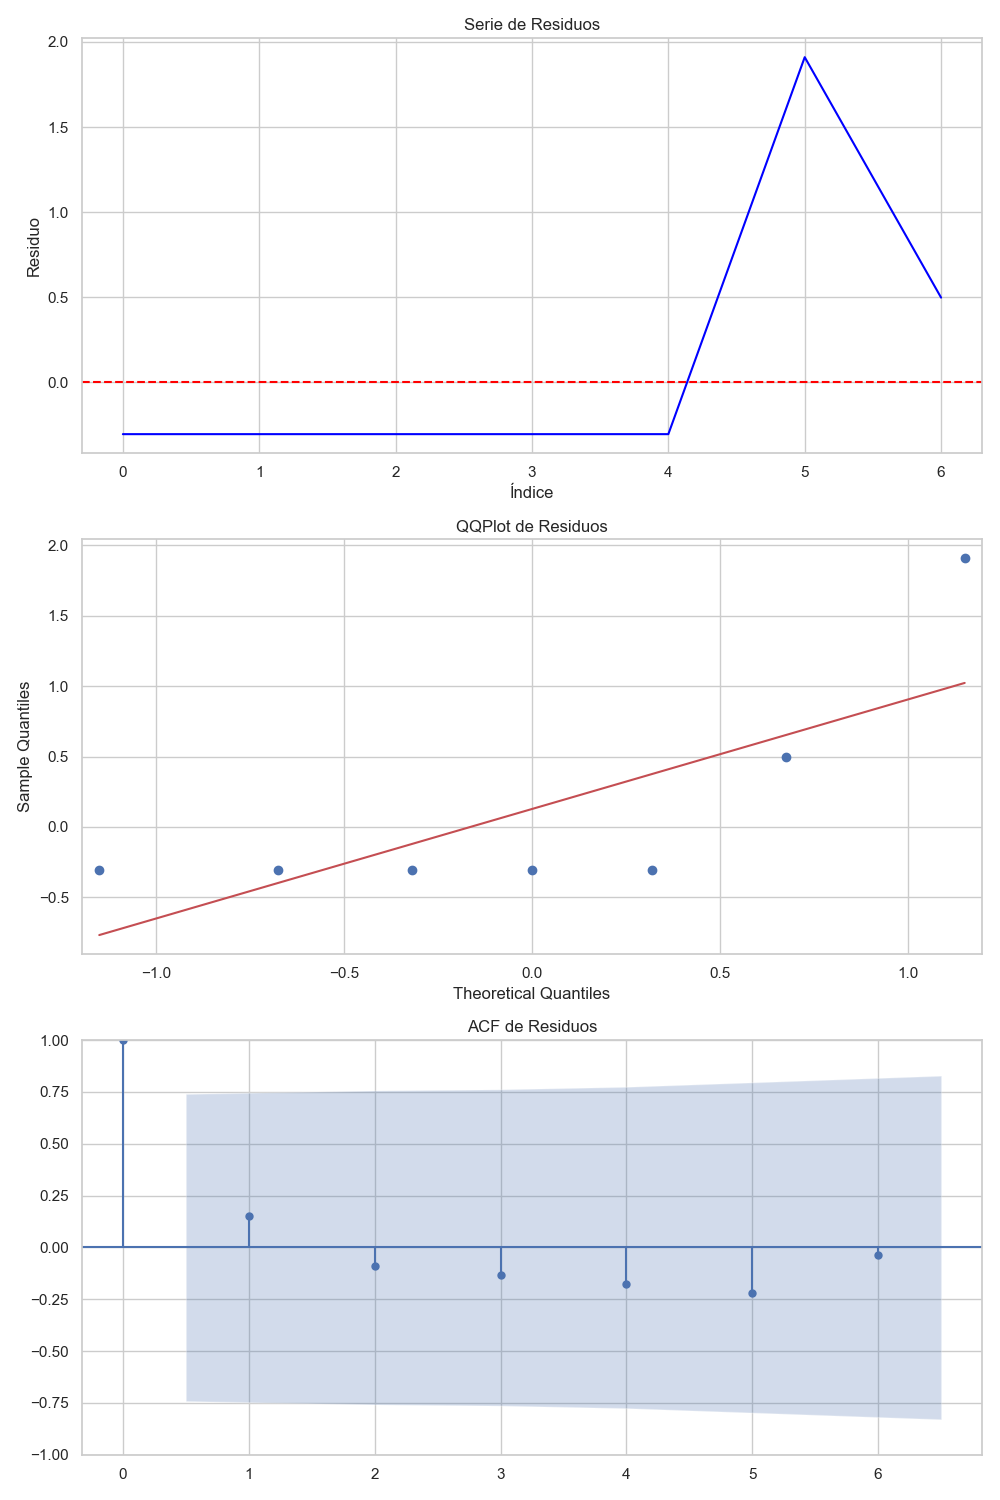 Serie de Residuos
2.0
1.5
1.0
0.5
0.0
Residuo
0 1 2 3 4 5 6
Índice
QQPlot de Residuos
2.0
1.5
1.0
0.5
0.0
−0.5
Sample Quantiles
−1.0 −0.5 0.0 0.5 1.0
Theoretical Quantiles
ACF de Residuos
1.00
0.75
0.50
0.25
0.00
−0.25
−0.50
−0.75
−1.00
0 1 2 3 4 5 6